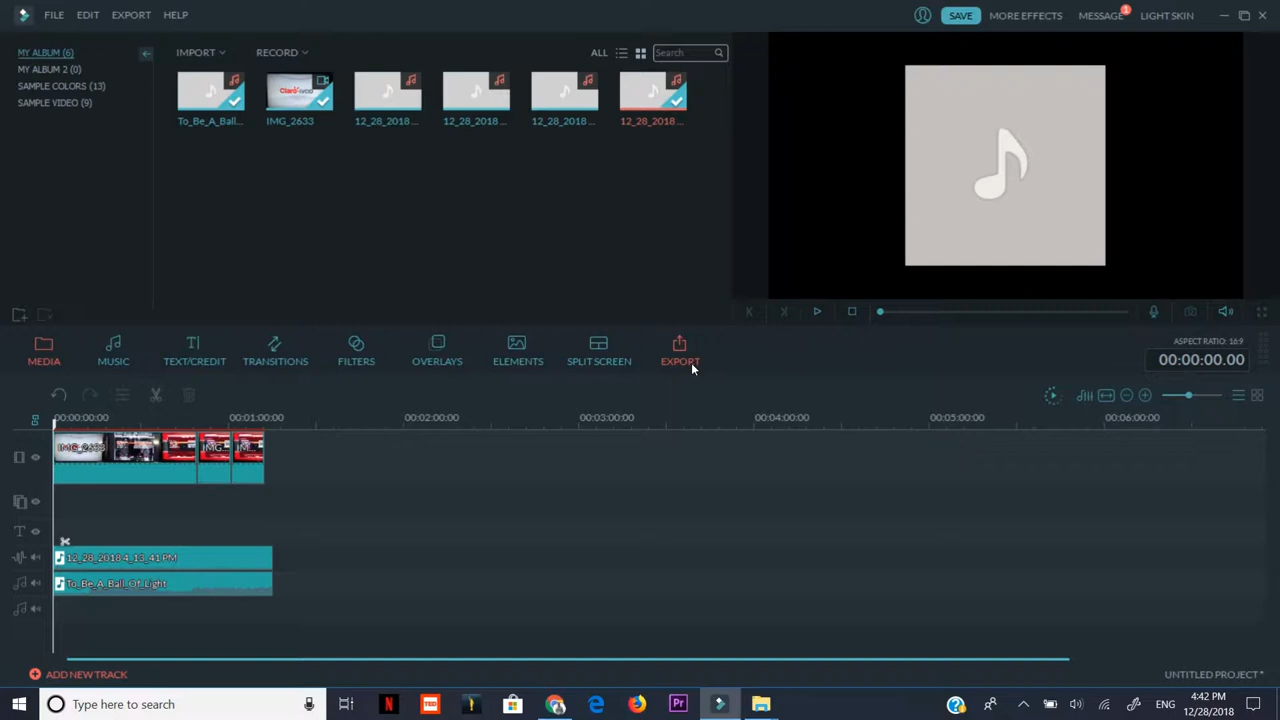 FILE EDIT EXPORT HELP
SAVE MORE EFFECTS MESSAGE 1 LIGHT SKIN
MY ALBUM (6)
MY ALBUM 2 (0)
SAMPLE COLORS (13)
SAMPLE VIDEO (9)
IMPORT RECORD ALL Search
To_Be_A_Ball... IMG_2633 12_28_2018 ... 12_28_2018 ... 12_28_2018 ... 12_28_2018 ...
MEDIA MUSIC TEXT/CREDIT TRANSITIONS FILTERS OVERLAYS ELEMENTS SPLIT SCREEN EXPORT
ASPECT RATIO: 16:9
00:00:00.00
00:00:00:00 00:01:00:00 00:02:00:00 00:03:00:00 00:04:00:00 00:05:00:00 00:06:00:00
IMG_2633 IMG... IM...
12_28_2018 4_13_41 PM
To_Be_A_Ball_Of_Light
ADD NEW TRACK
UNTITLED PROJECT *
Type here to search
N TED Pr
ENG
4:42 PM
12/28/2018